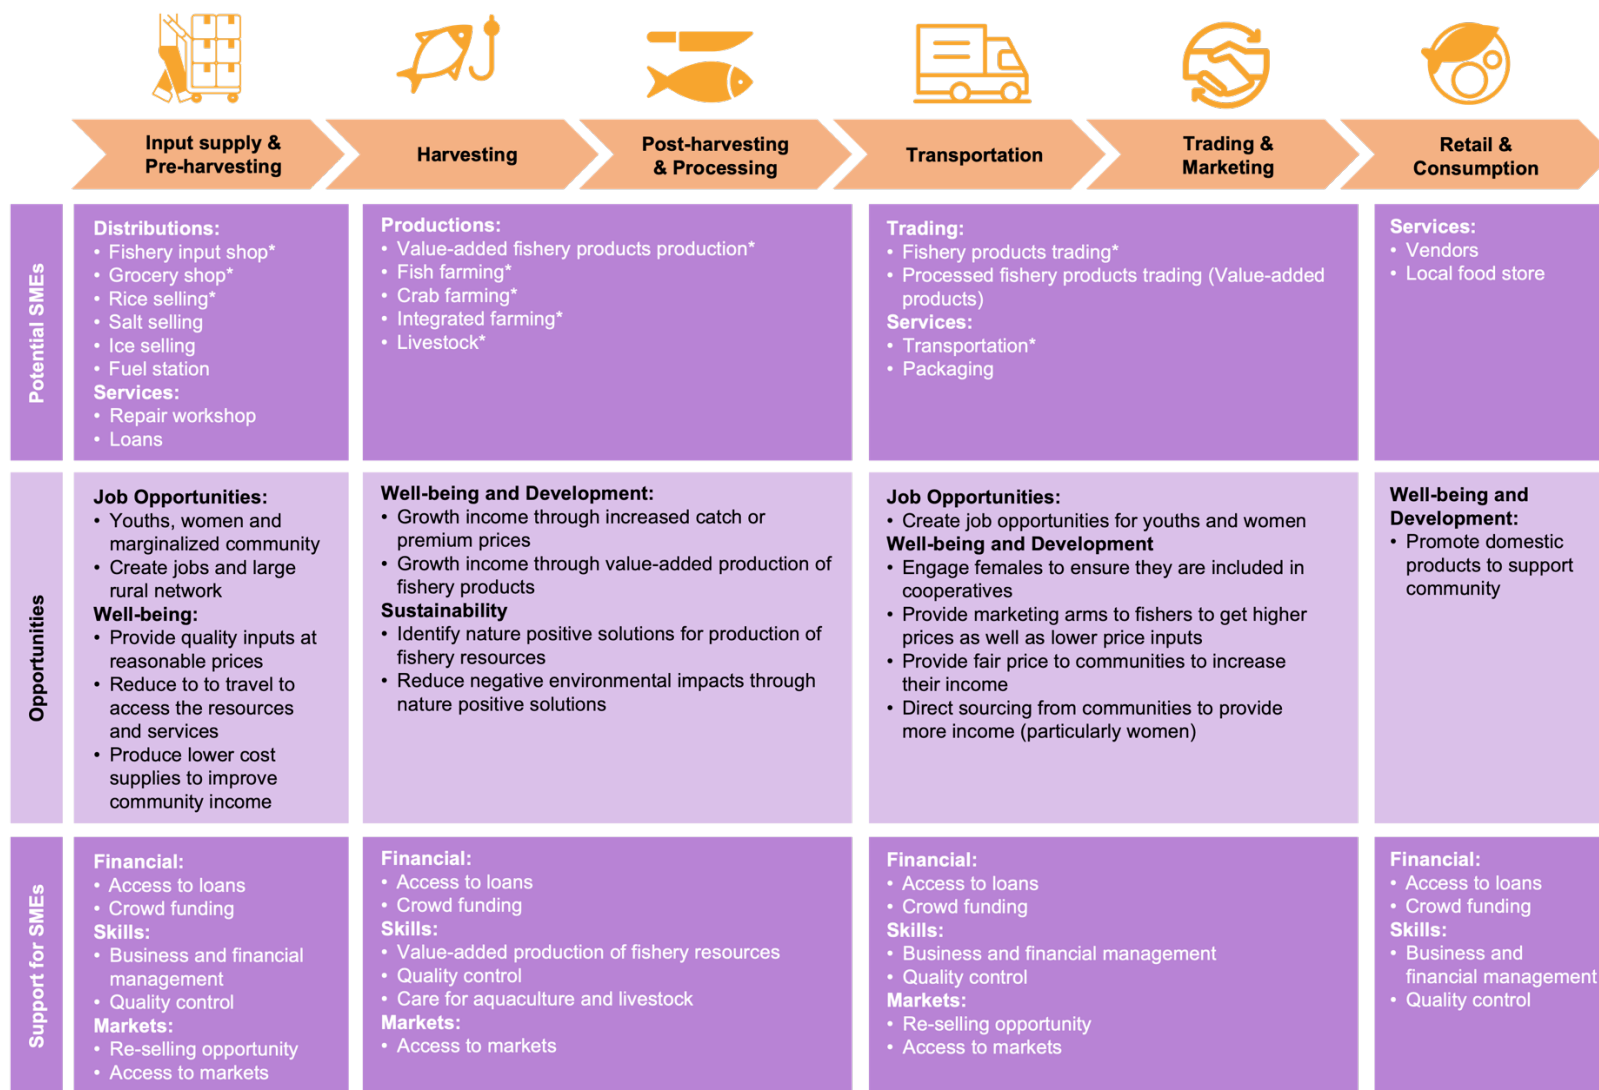 Input supply &
Pre-harvesting
Harvesting
Post-harvesting
& Processing
Transportation
Trading &
Marketing
Retail &
Consumption
Potential SMEs
Distributions:
• Fishery input shop*
• Grocery shop*
• Rice selling*
• Salt selling
• Ice selling
• Fuel station
Services:
• Repair workshop
• Loans
Productions:
• Value-added fishery products production*
• Fish farming*
• Crab farming*
• Integrated farming*
• Livestock*
Trading:
• Fishery products trading*
• Processed fishery products trading (Value-added
products)
Services:
• Transportation*
• Packaging
Services:
• Vendors
• Local food store
Opportunities
Job Opportunities:
• Youths, women and
marginalized community
• Create jobs and large
rural network
Well-being:
• Provide quality inputs at
reasonable prices
• Reduce to to travel to
access the resources
and services
• Produce lower cost
supplies to improve
community income
Well-being and Development:
• Growth income through increased catch or
premium prices
• Growth income through value-added production of
fishery products
Sustainability
• Identify nature positive solutions for production of
fishery resources
• Reduce negative environmental impacts through
nature positive solutions
Job Opportunities:
• Create job opportunities for youths and women
Well-being and Development
• Engage females to ensure they are included in
cooperatives
• Provide marketing arms to fishers to get higher
prices as well as lower price inputs
• Provide fair price to communities to increase
their income
• Direct sourcing from communities to provide
more income (particularly women)
Well-being and
Development:
• Promote domestic
products to support
community
Support for SMEs
Financial:
• Access to loans
• Crowd funding
Skills:
• Business and financial
management
• Quality control
Markets:
• Re-selling opportunity
• Access to markets
Financial:
• Access to loans
• Crowd funding
Skills:
• Value-added production of fishery resources
• Quality control
• Care for aquaculture and livestock
Markets:
• Access to markets
Financial:
• Access to loans
• Crowd funding
Skills:
• Business and financial management
• Quality control
Markets:
• Re-selling opportunity
• Access to markets
Financial:
• Access to loans
• Crowd funding
Skills:
• Business and
financial management
• Quality control